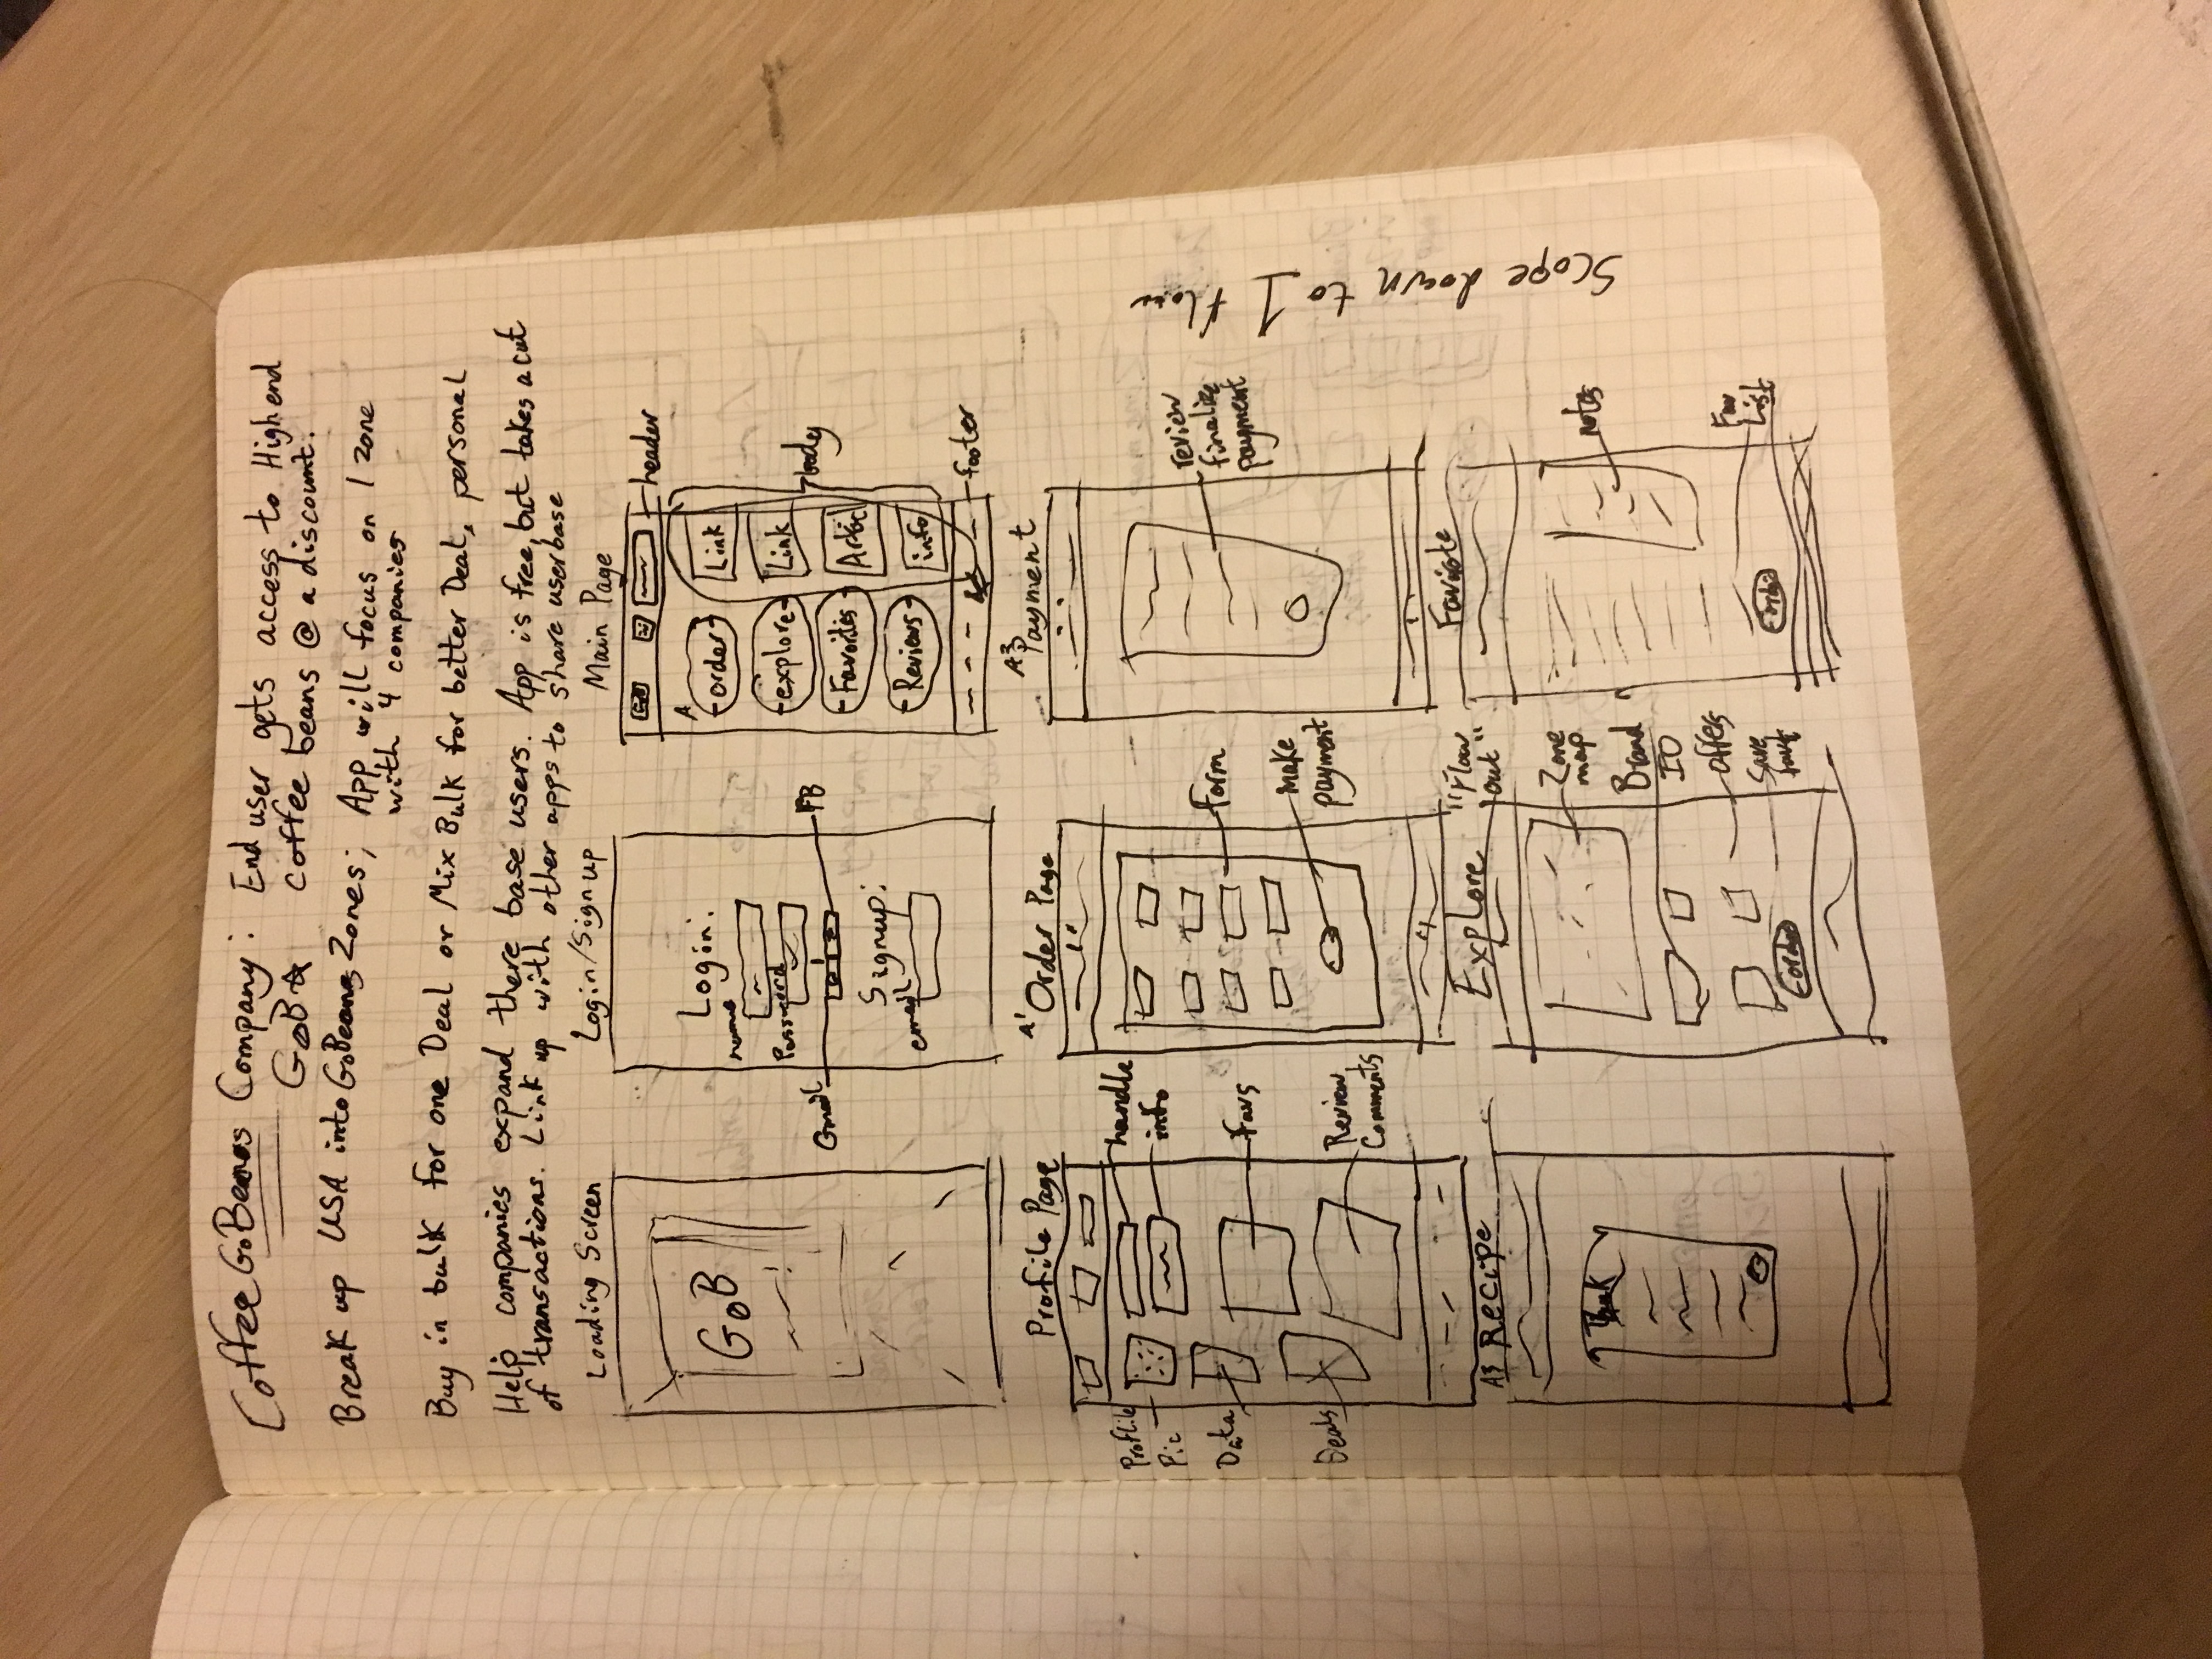 Coffee GoBeans Company: End user gets access to High end
GoB coffee beans @ a discount.
Break up USA into GoBeans Zones; App will focus on 1 zone
with 4 companies
Buy in bulk for one Deal or Mix Bulk for better Deal, personal
Help companies expand there base users. App is free, but takes a cut
of transactions. Link up with other apps to share userbase
Loading Screen
GoB
Login/Signup
Login:
name
Password
Gmail
FB
Signup:
email
Main Page
header
A
order
Link
explore
Link
body
Favorites
Reviews
info
footer
Profile Page
Proflie
Pic
handle
info
Data
Favs
Deals
Review
Comments
A1 Order Page
form
make
payment
A3 Payment
review
finalize
payment
A3 Recipe
Thank
Explore
"Flow
out"
Zone
map
Brand
IO
offers
Save
order
Faviote
notes
Fav
List
Scope down to 1 flow